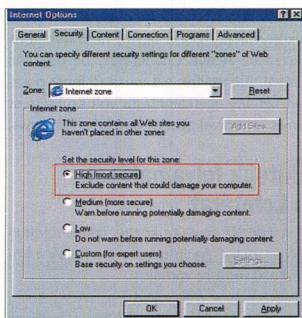 Internet Options
General Security Content Connection Programs Advanced
You can specify different security settings for different "zones" of Web
content.
Zone: Internet zone Reset
Internet zone
This zone contains all Web sites you
haven't placed in other zones
Add Sites...
Set the security level for this zone:
High (most secure)
Exclude content that could damage your computer.
Medium (more secure)
Warn before running potentially damaging content.
Low
Do not warn before running potentially damaging content.
Custom (for expert users)
Base security on settings you choose.
Settings...
OK Cancel Apply